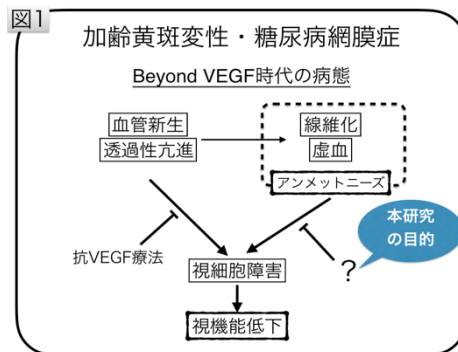 図1
加齢黄斑変性・糖尿病網膜症
Beyond VEGF時代の病態
血管新生
透過性亢進
線維化
虚血
アンメットニーズ
本研究
の目的
抗VEGF療法
視細胞障害
?
視機能低下